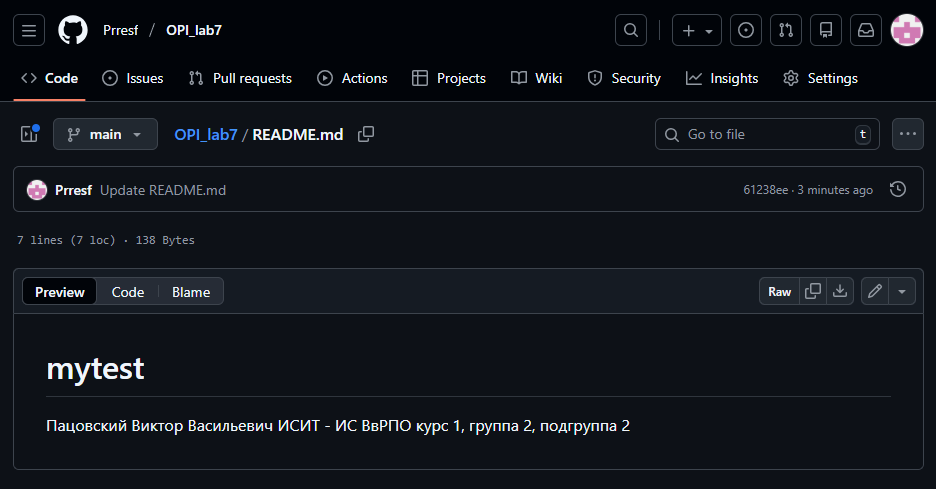 Prresf / OPI_lab7
Code Issues Pull requests Actions Projects Wiki Security Insights Settings
main OPI_lab7 / README.md Go to file t
Prresf Update README.md 61238ee · 3 minutes ago
7 lines (7 loc) · 138 Bytes
Preview Code Blame Raw
mytest
Пацовский Виктор Васильевич ИСИТ - ИС ВвРПО курс 1, группа 2, подгруппа 2